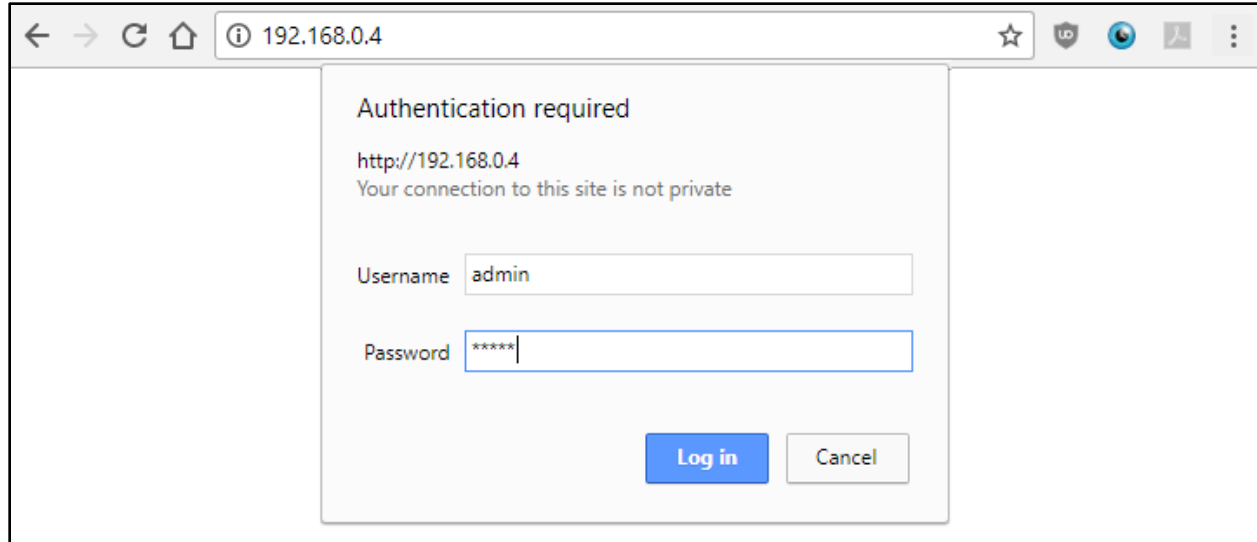 192.168.0.4
Authentication required
http://192.168.0.4
Your connection to this site is not private
Username admin
Password *****
Log in Cancel